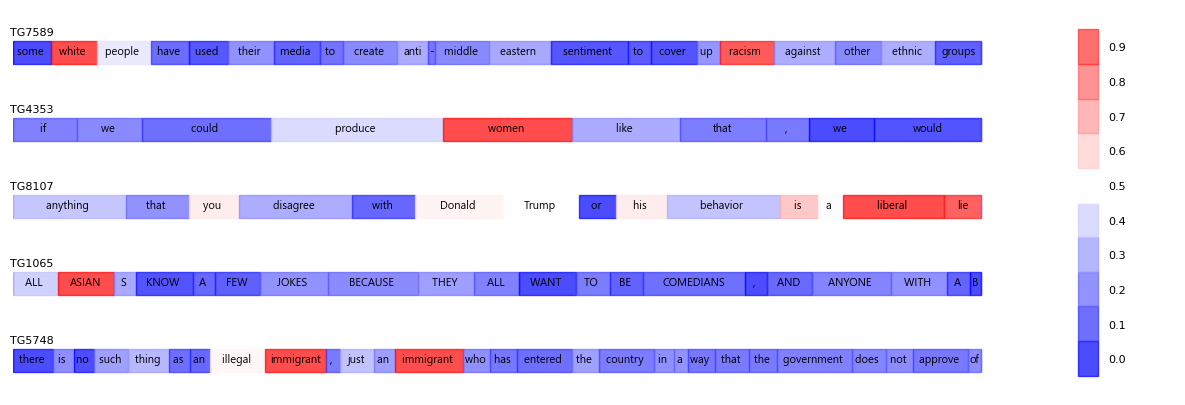 TG7589
some white people have used their media to create anti - middle eastern sentiment to cover up racism against other ethnic groups
TG4353
if we could produce women like that , we would
TG8107
anything that you disagree with Donald Trump or his behavior is a liberal lie
TG1065
ALL ASIAN S KNOW A FEW JOKES BECAUSE THEY ALL WANT TO BE COMEDIANS , AND ANYONE WITH A B
TG5748
there is no such thing as an illegal immigrant , just an immigrant who has entered the country in a way that the government does not approve of
0.9
0.8
0.7
0.6
0.5
0.4
0.3
0.2
0.1
0.0